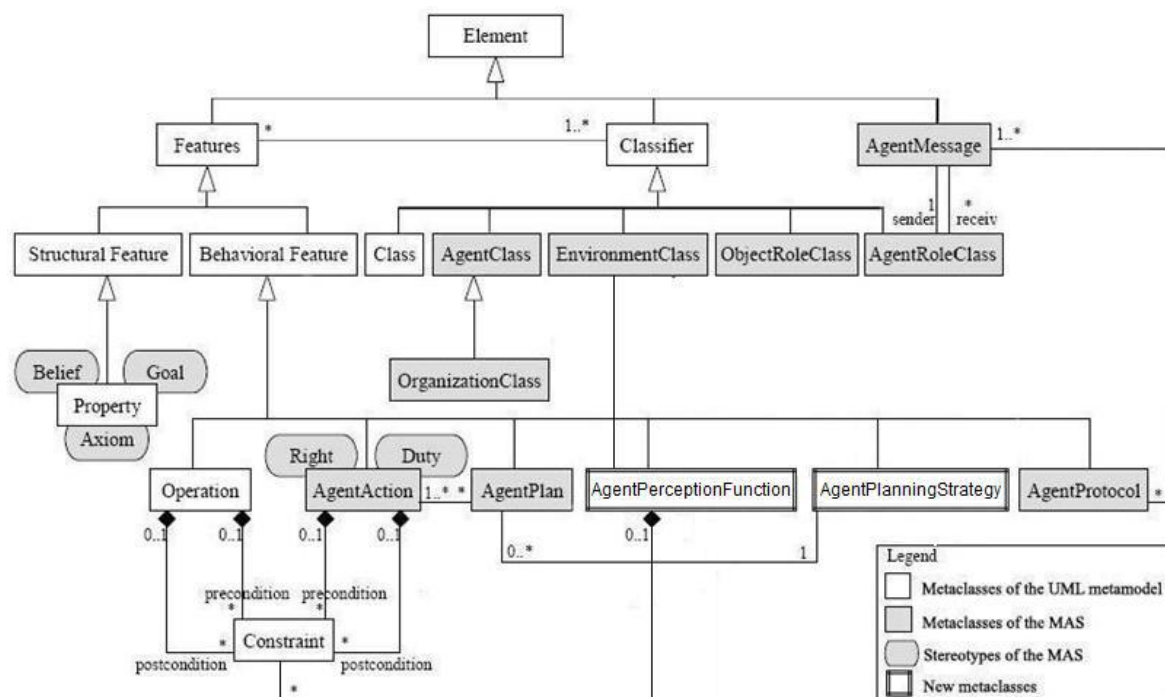 Element
Features
*
1..*
Classifier
AgentMessage
1..*
1
*
sender
receiv
Structural Feature
Behavioral Feature
Class
AgentClass
EnvironmentClass
ObjectRoleClass
AgentRoleClass
Belief
Goal
Property
Axiom
OrganizationClass
Right
Duty
Operation
AgentAction
1..*
*
AgentPlan
AgentPerceptionFunction
AgentPlanningStrategy
AgentProtocol
*
0..1
0..1
0..1
0..1
0..*
0..1
1
precondition
precondition
*
*
*
Constraint
*
postcondition
postcondition
*
Legend
Metaclasses of the UML metamodel
Metaclasses of the MAS
Stereotypes of the MAS
New metaclasses